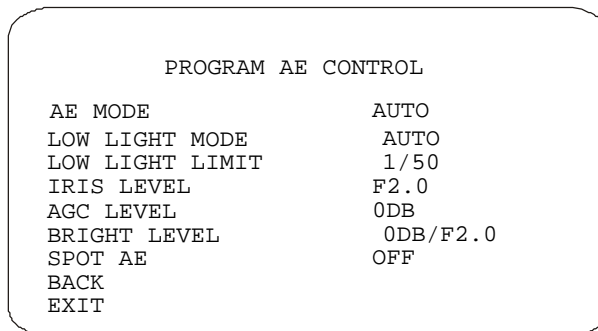 PROGRAM AE CONTROL
AE MODE AUTO
LOW LIGHT MODE AUTO
LOW LIGHT LIMIT 1/50
IRIS LEVEL F2.0
AGC LEVEL 0DB
BRIGHT LEVEL 0DB/F2.0
SPOT AE OFF
BACK
EXIT